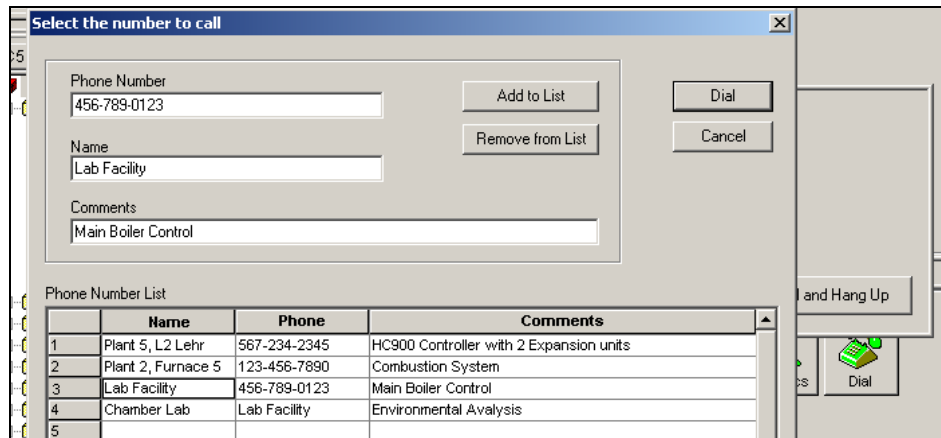 Select the number to call
Phone Number
456-789-0123
Add to List
Dial
Remove from List
Cancel
Name
Lab Facility
Comments
Main Boiler Control
Phone Number List
Name Phone Comments
1 Plant 5, L2 Lehr 567-234-2345 HC900 Controller with 2 Expansion units
2 Plant 2, Furnace 5 123-456-7890 Combustion System
3 Lab Facility 456-789-0123 Main Boiler Control
4 Chamber Lab Lab Facility Environmental Avalysis
5
and Hang Up
Dial